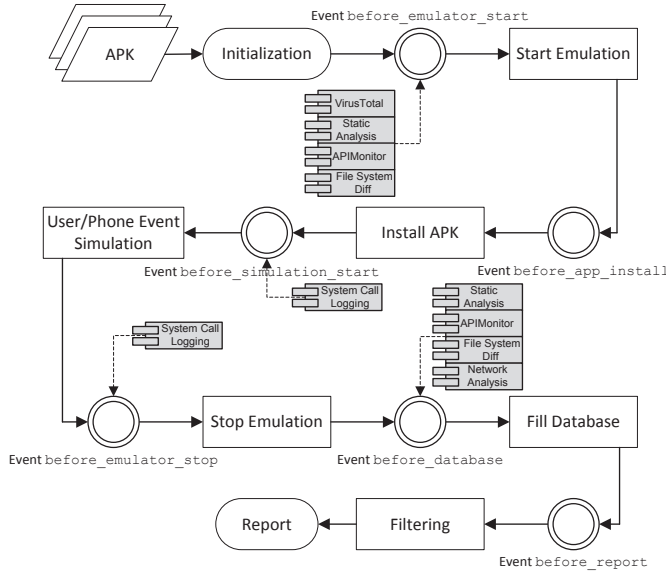 Event before_emulator_start
APK
Initialization
Start Emulation
VirusTotal
Static
Analysis
APIMonitor
File System
Diff
User/Phone Event
Simulation
Install APK
Event before_simulation_start
Event before_app_install
System Call
Logging
Static
Analysis
APIMonitor
File System
Diff
Network
Analysis
System Call
Logging
Stop Emulation
Fill Database
Event before_emulator_stop
Event before_database
Report
Filtering
Event before_report